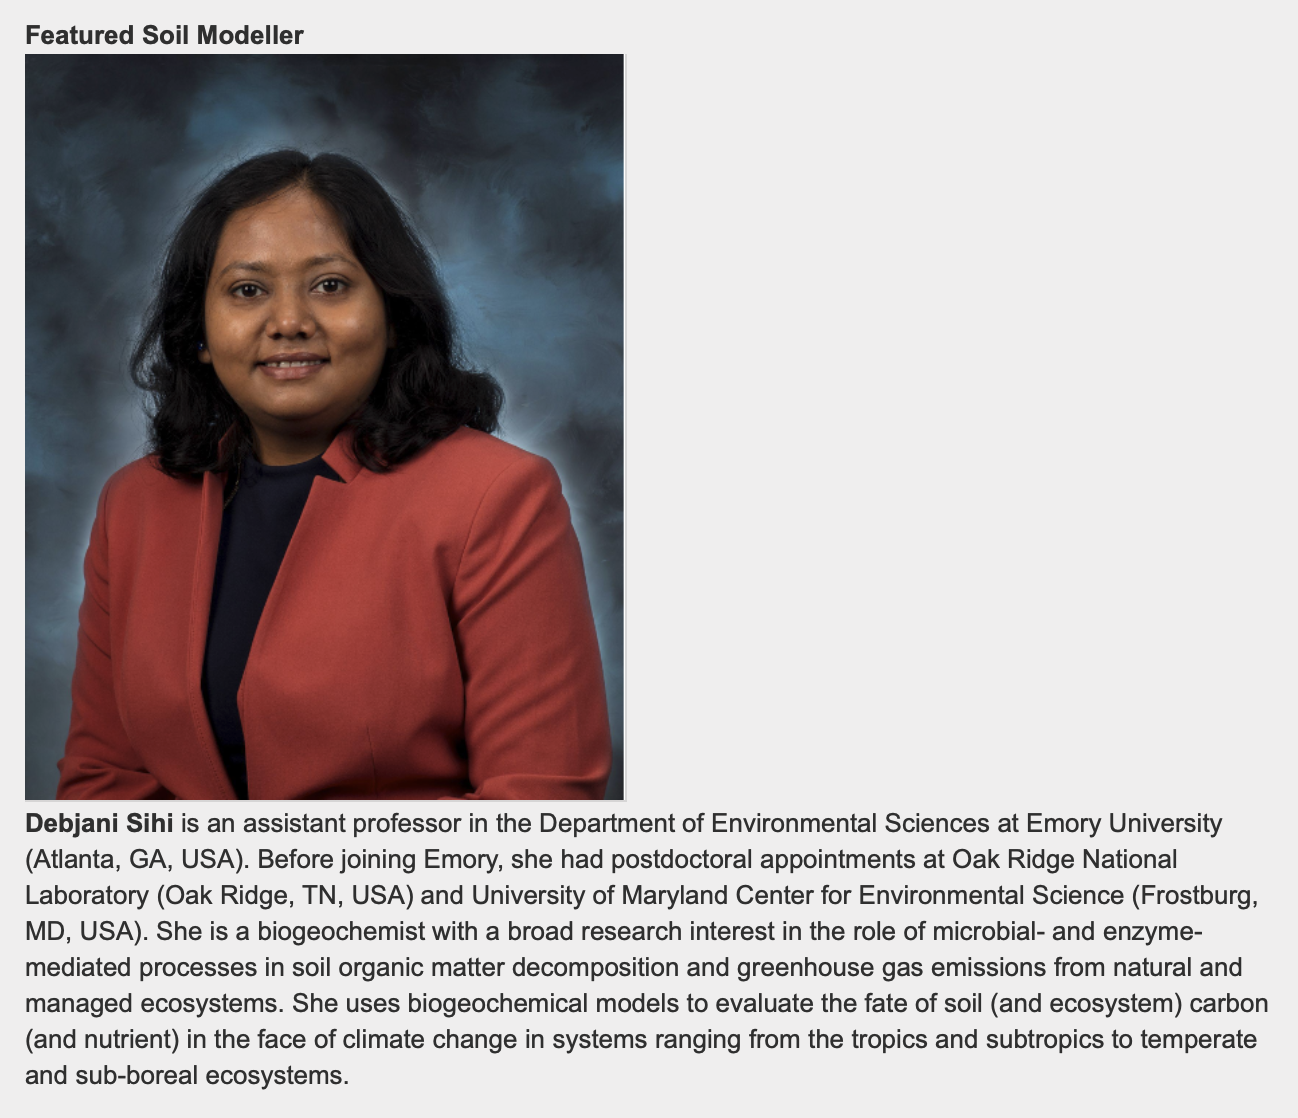 Featured Soil Modeller
Debjani Sihi is an assistant professor in the Department of Environmental Sciences at Emory University
(Atlanta, GA, USA). Before joining Emory, she had postdoctoral appointments at Oak Ridge National
Laboratory (Oak Ridge, TN, USA) and University of Maryland Center for Environmental Science (Frostburg,
MD, USA). She is a biogeochemist with a broad research interest in the role of microbial- and enzyme-
mediated processes in soil organic matter decomposition and greenhouse gas emissions from natural and
managed ecosystems. She uses biogeochemical models to evaluate the fate of soil (and ecosystem) carbon
(and nutrient) in the face of climate change in systems ranging from the tropics and subtropics to temperate
and sub-boreal ecosystems.